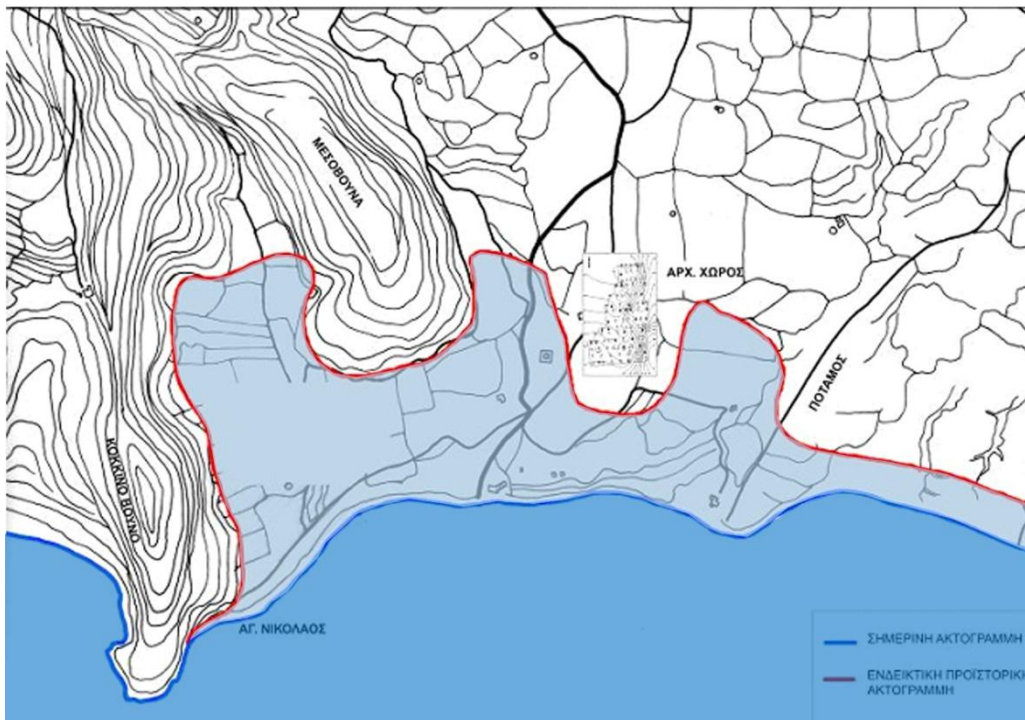 ΜΕΣΟΒΟΥΝΑ
ΑΡΧ. ΧΩΡΟΣ
ΠΟΤΑΜΟΣ
ΚΟΚΚΙΝΟ ΒΟΥΝΟ
ΑΓ. ΝΙΚΟΛΑΟΣ
ΣΗΜΕΡΙΝΗ ΑΚΤΟΓΡΑΜΜΗ
ΕΝΔΕΙΚΤΙΚΗ ΠΡΟΪΣΤΟΡΙΚΗ
ΑΚΤΟΓΡΑΜΜΗ